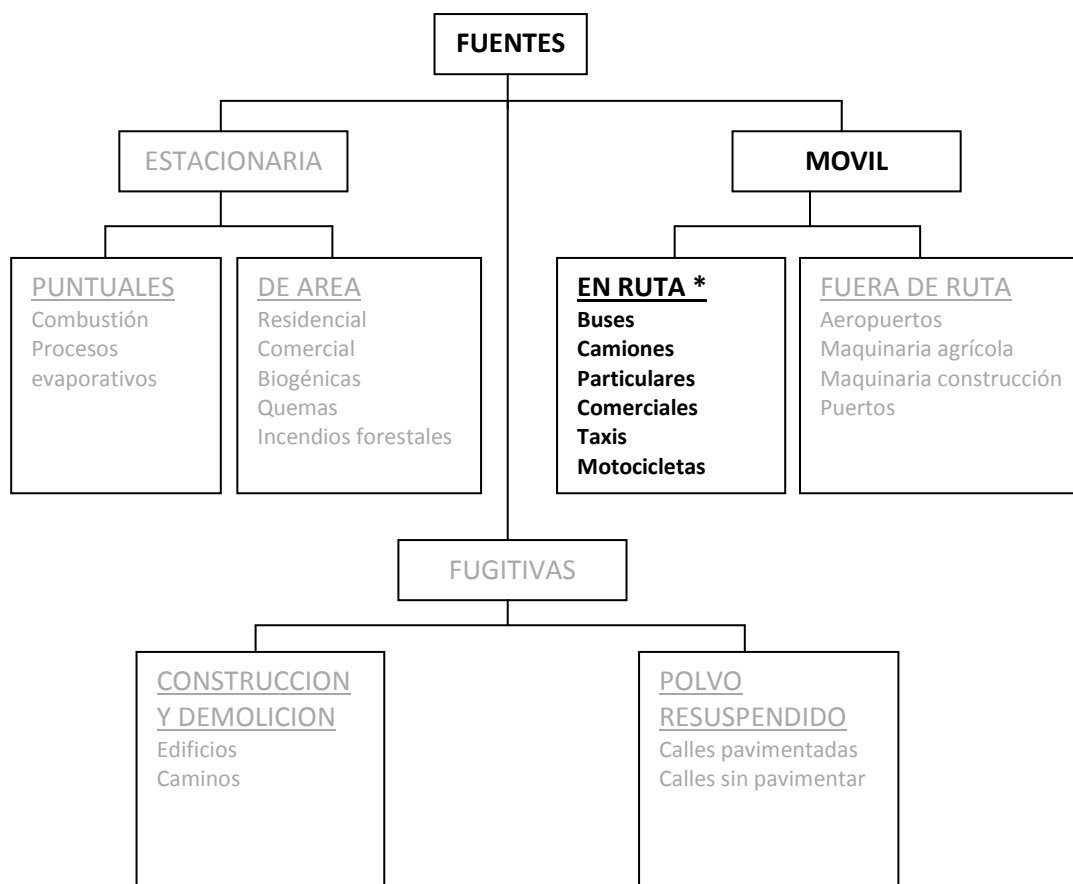 FUENTES
ESTACIONARIA
MOVIL
PUNTUALES
Combustión
Procesos
evaporativos
DE AREA
Residencial
Comercial
Biogénicas
Quemas
Incendios forestales
EN RUTA *
Buses
Camiones
Particulares
Comerciales
Taxis
Motocicletas
FUERA DE RUTA
Aeropuertos
Maquinaria agrícola
Maquinaria construcción
Puertos
FUGITIVAS
CONSTRUCCION
Y DEMOLICION
Edificios
Caminos
POLVO
RESUSPENDIDO
Calles pavimentadas
Calles sin pavimentar